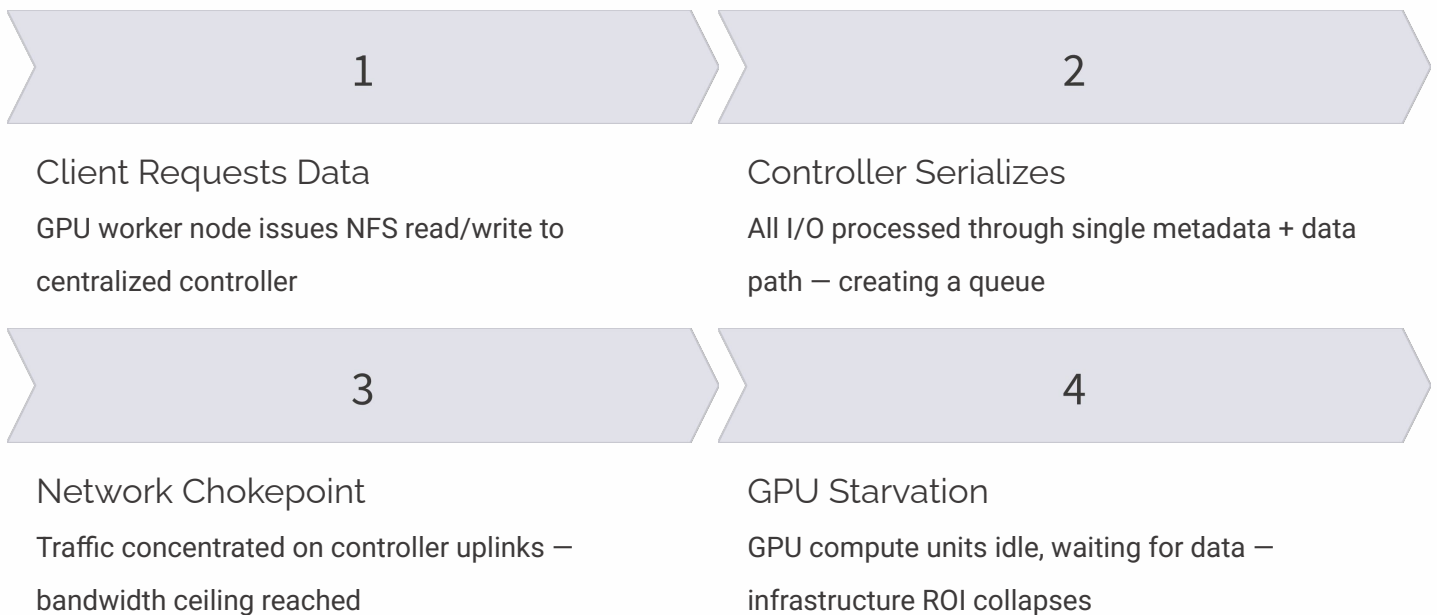 1
Client Requests Data
GPU worker node issues NFS read/write to
centralized controller
2
Controller Serializes
All I/O processed through single metadata + data
path — creating a queue
3
Network Chokepoint
Traffic concentrated on controller uplinks —
bandwidth ceiling reached
4
GPU Starvation
GPU compute units idle, waiting for data —
infrastructure ROI collapses